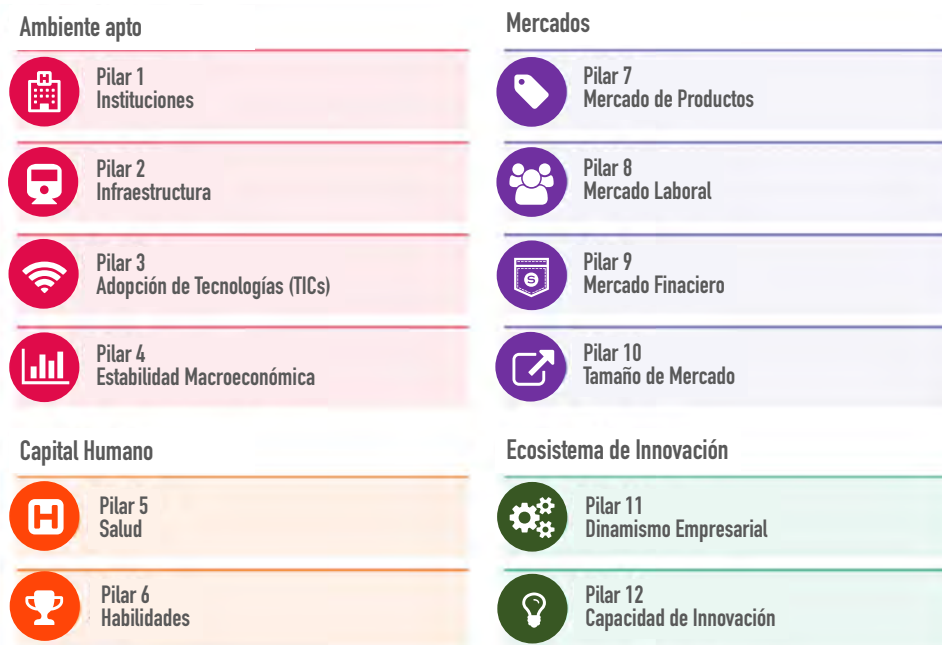 Ambiente apto
Pilar 1
Instituciones
Pilar 2
Infraestructura
Pilar 3
Adopción de Tecnologías (TICs)
Pilar 4
Estabilidad Macroeconómica
Capital Humano
H
Pilar 5
Salud
Pilar 6
Habilidades
Mercados
Pilar 7
Mercado de Productos
Pilar 8
Mercado Laboral
S
Pilar 9
Mercado Finaciero
Pilar 10
Tamaño de Mercado
Ecosistema de Innovación
Pilar 11
Dinamismo Empresarial
Pilar 12
Capacidad de Innovación